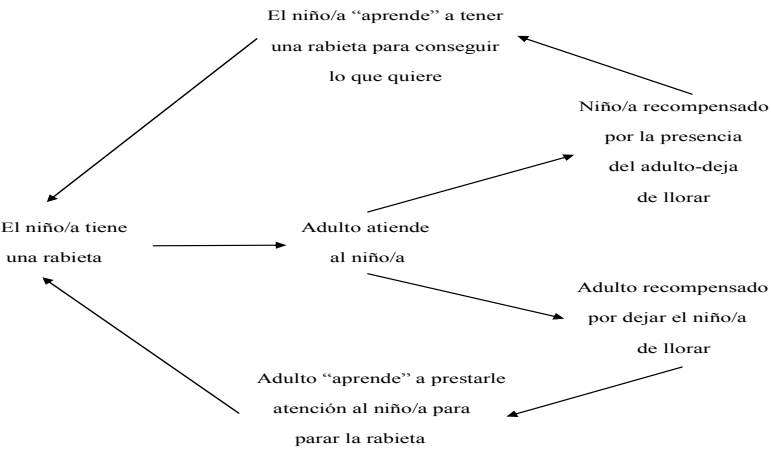 El niño/a “aprende” a tener
una rabieta para conseguir
lo que quiere
Niño/a recompensado
por la presencia
del adulto-deja
de llorar
El niño/a tiene
una rabieta
Adulto atiende
al niño/a
Adulto recompensado
por dejar el niño/a
de llorar
Adulto “aprende” a prestarle
atención al niño/a para
parar la rabieta